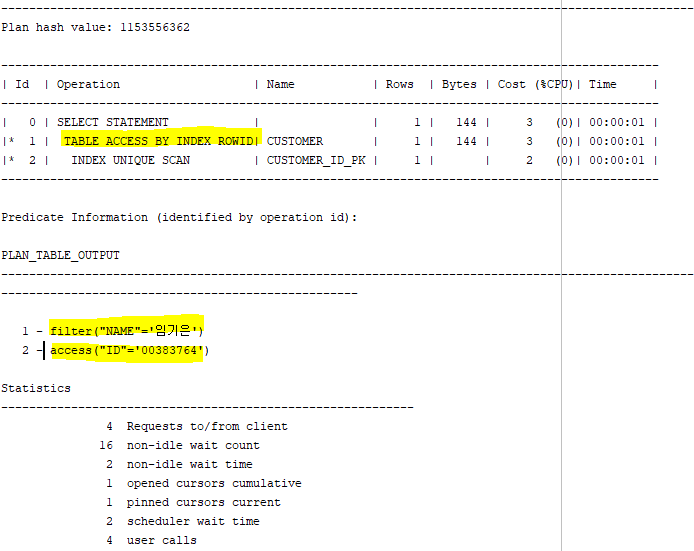 ------------------------------------------------------------------------------------------
Plan hash value: 1153556362
-----------------------------------------------------------------------------------------------
| Id  | Operation                   | Name           | Rows  | Bytes | Cost (%CPU)| Time     |
-----------------------------------------------------------------------------------------------
|   0 | SELECT STATEMENT            |                |     1 |   144 |     3   (0)| 00:00:01 |
|*  1 |  TABLE ACCESS BY INDEX ROWID| CUSTOMER       |     1 |   144 |     3   (0)| 00:00:01 |
|*  2 |   INDEX UNIQUE SCAN         | CUSTOMER_ID_PK |     1 |       |     2   (0)| 00:00:01 |
-----------------------------------------------------------------------------------------------
Predicate Information (identified by operation id):
PLAN_TABLE_OUTPUT
-----------------------------------------------------------------------------------------------
---------------------------------------------------
1 - filter("NAME"='임기은')
2 - access("ID"='00383764')
Statistics
-----------------------------------------------------------
4  Requests to/from client
16  non-idle wait count
2  non-idle wait time
1  opened cursors cumulative
1  pinned cursors current
2  scheduler wait time
4  user calls